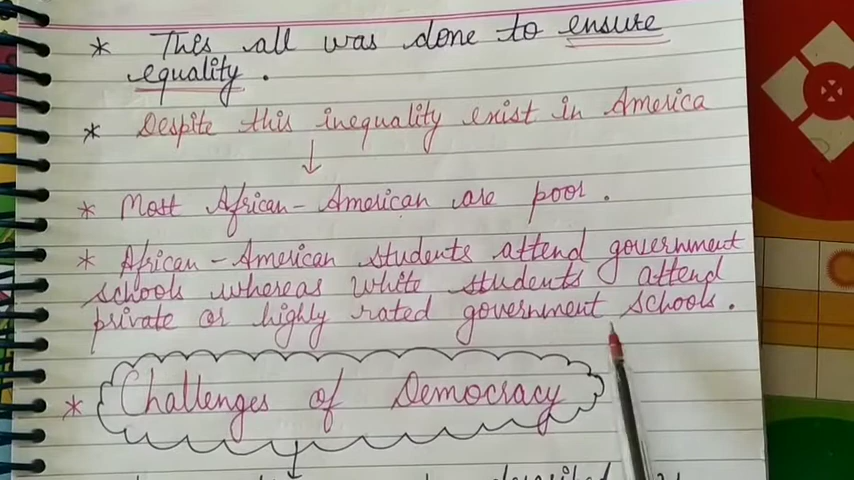 * This all was done to ensure
equality.
* Despite this inequality exist in America
↓
* Most African-American are poor.
* African-American students attend government
schools whereas white students attend
private or highly rated government schools.
* Challenges of Democracy